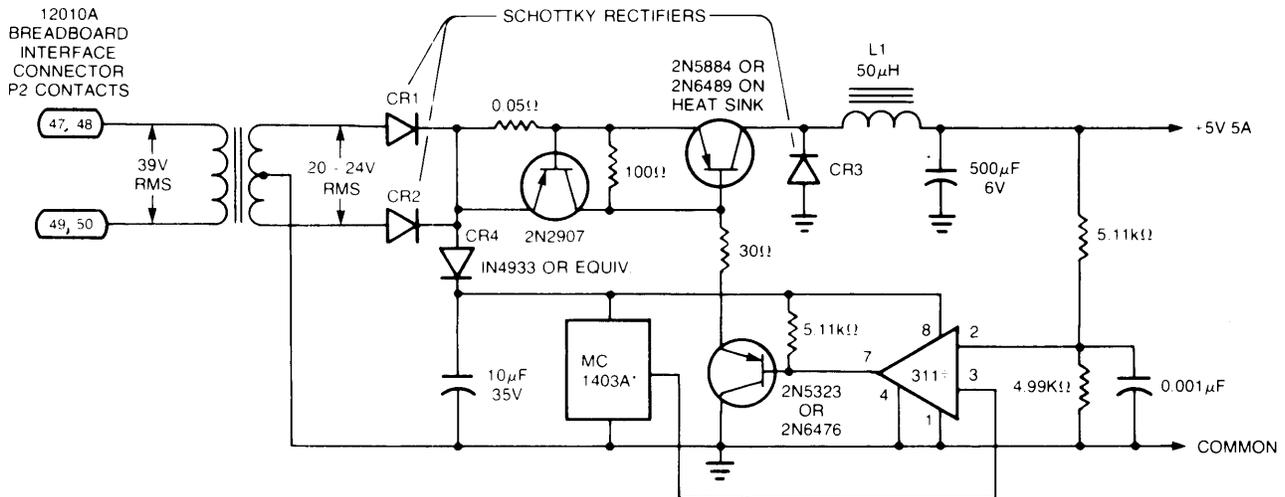 12010A
BREADBOARD
INTERFACE
CONNECTOR
P2 CONTACTS
SCHOTTKY RECTIFIERS
47, 48
49, 50
39V
RMS
20 - 24V
RMS
CR1
CR2
0.05Ω
2N2907
100Ω
2N5884 OR
2N6489 ON
HEAT SINK
CR3
L1
50µH
500µF
6V
+5V 5A
5.11kΩ
CR4
IN4933 OR EQUIV.
30Ω
10µF
35V
MC
1403A*
5.11kΩ
2N5323
OR
2N6476
7
8
2
3
4
1
311÷
4.99KΩ
0.001µF
COMMON